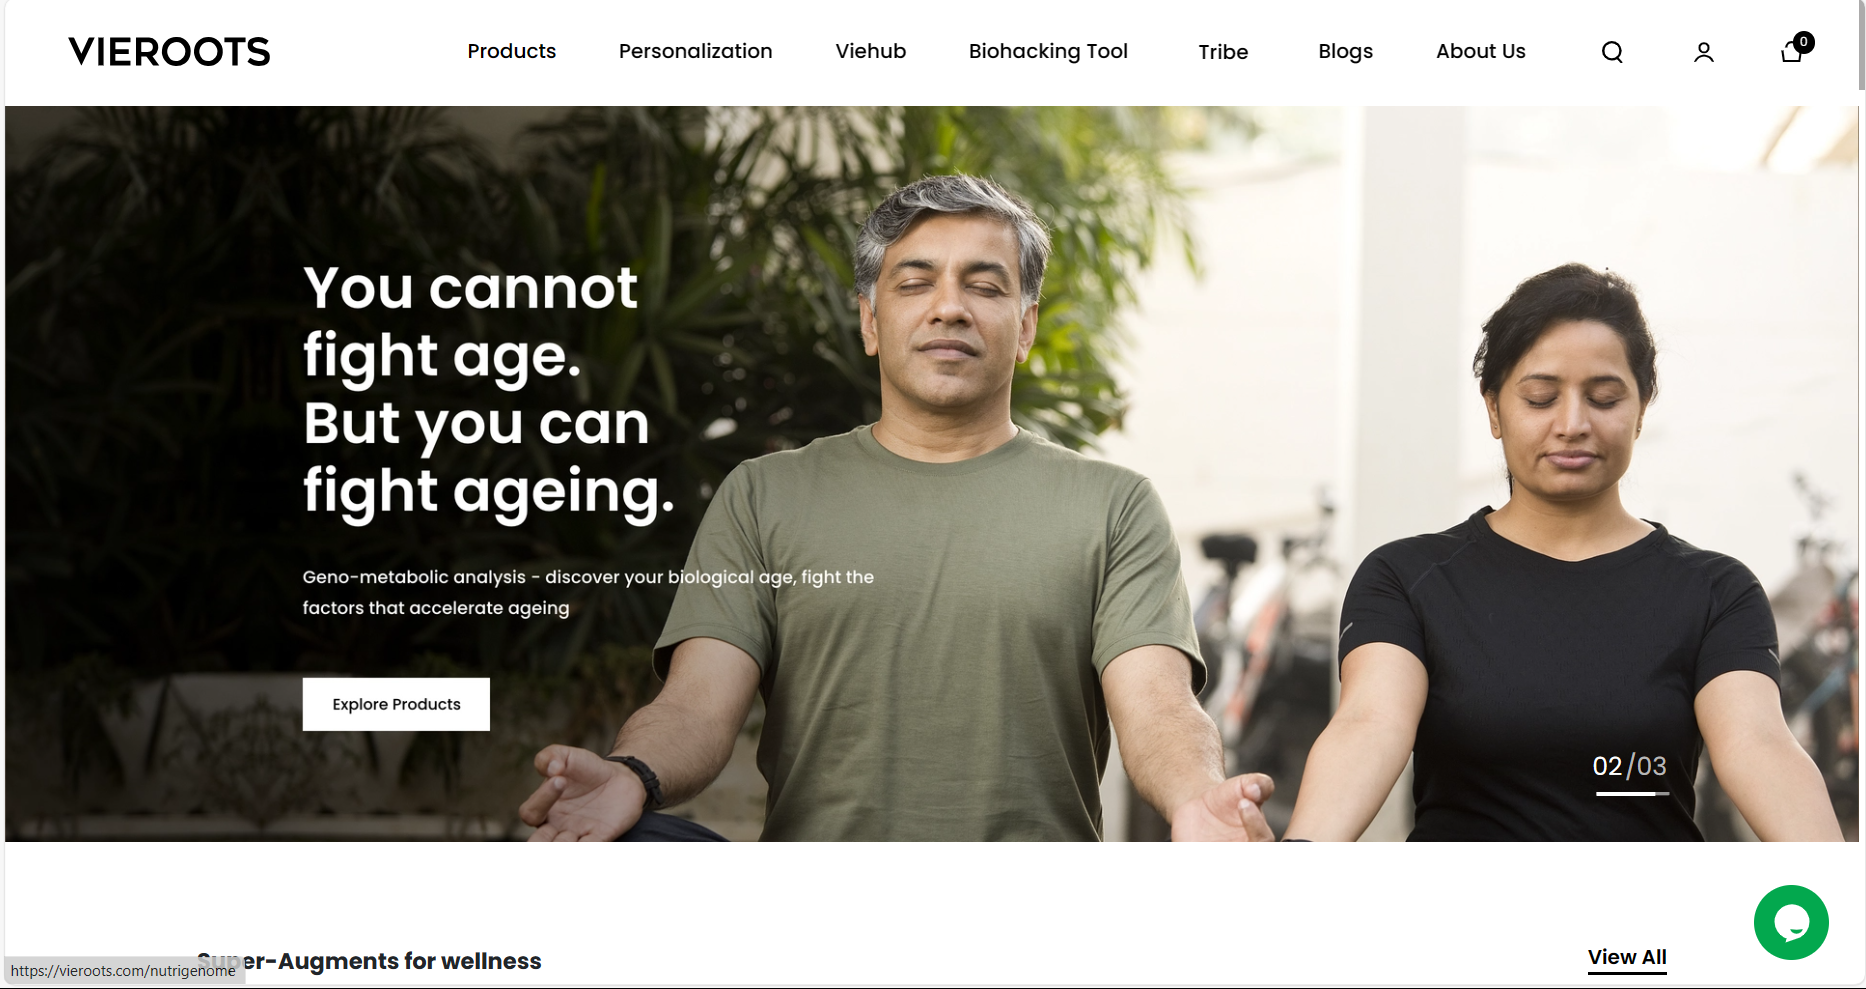 VIEROOTS
Products
Personalization
Viehub
Biohacking Tool
Tribe
Blogs
About Us
0
You cannot
fight age.
But you can
fight ageing.
Geno-metabolic analysis - discover your biological age, fight the
factors that accelerate ageing
Explore Products
02/03
Super-Augments for wellness
View All
https://vieroots.com/nutrigenome